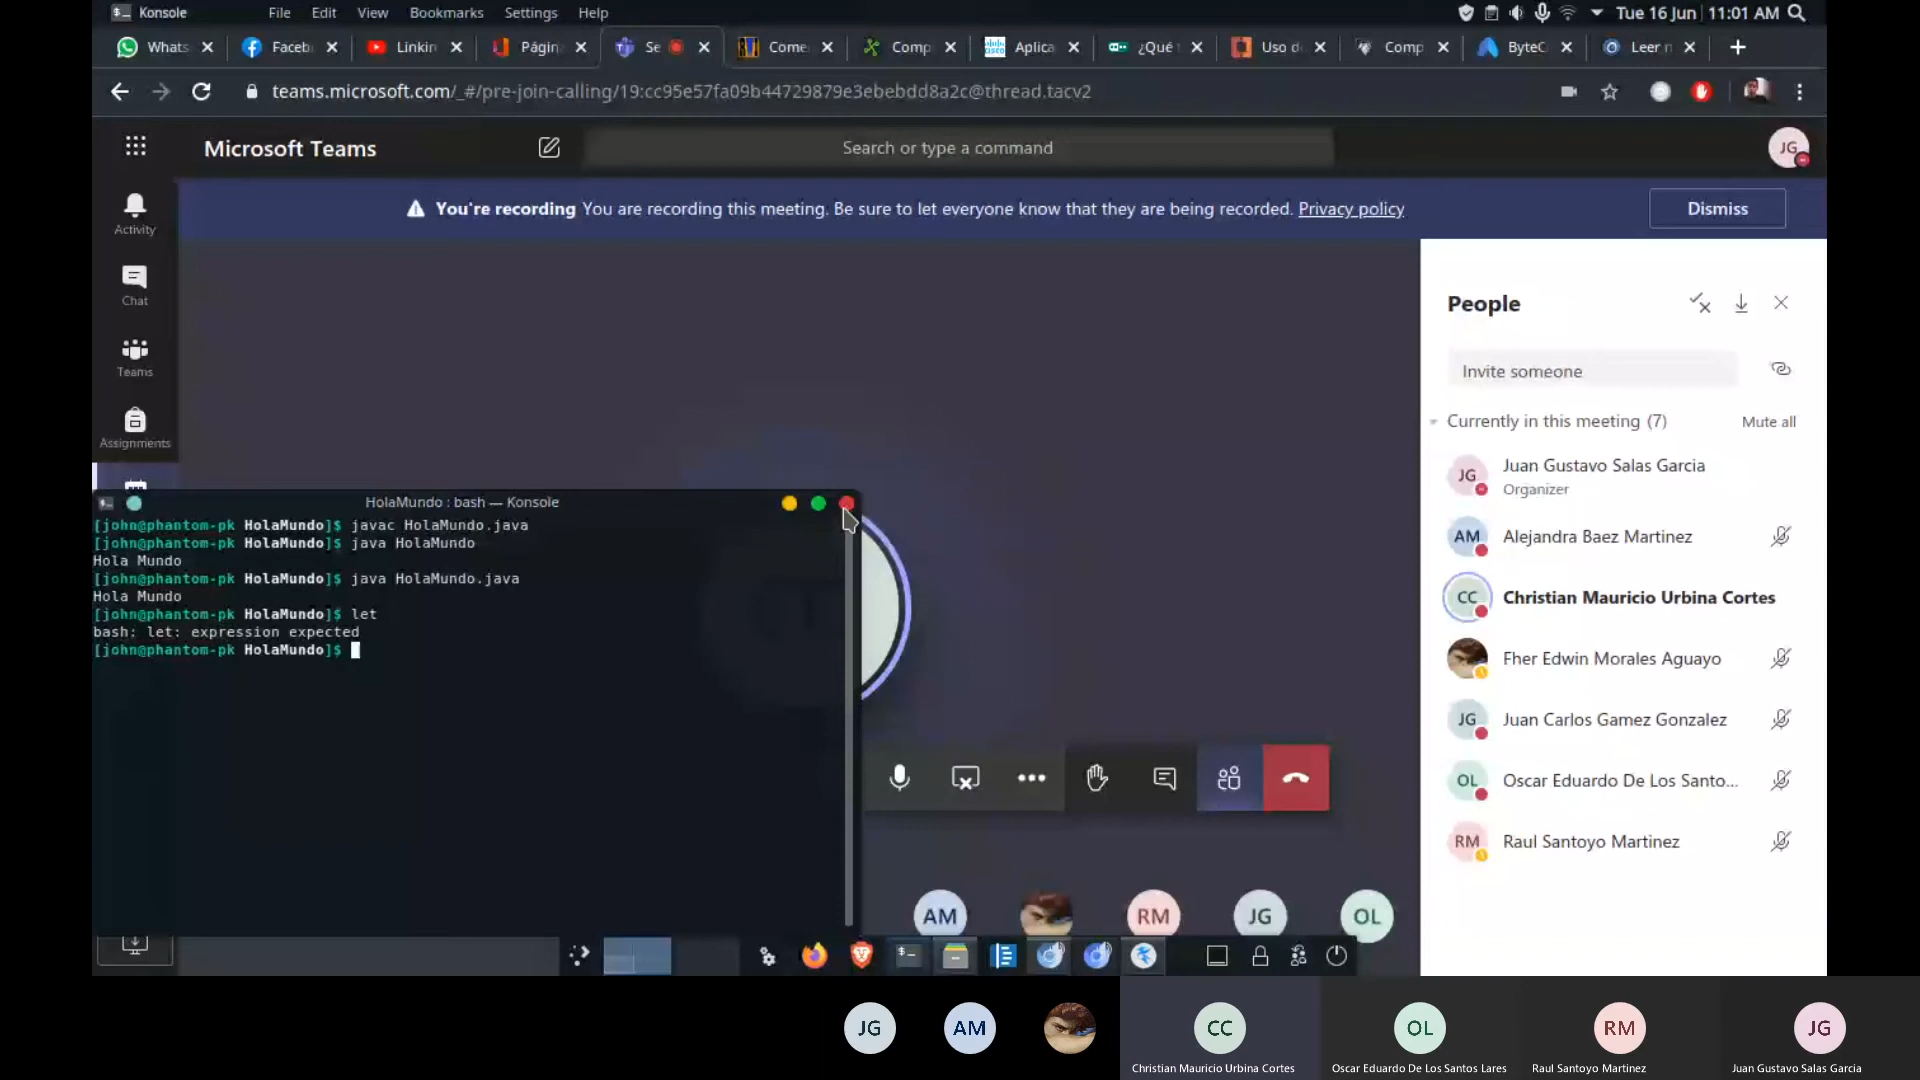 Konsole File Edit View Bookmarks Settings Help Tue 16 Jun 11:01 AM
Whats Faceb Linkin Págin Se Come Comp Aplica ¿Qué Uso d Comp ByteC Leer
teams.microsoft.com/_#/pre-join-calling/19:cc95e57fa09b44729879e3ebebdd8a2c@thread.tacv2
Microsoft Teams Search or type a command JG
You're recording You are recording this meeting. Be sure to let everyone know that they are being recorded. Privacy policy Dismiss
Activity
Chat
Teams
Assignments
HolaMundo : bash — Konsole
[john@phantom-pk HolaMundo]$ javac HolaMundo.java
[john@phantom-pk HolaMundo]$ java HolaMundo
Hola Mundo
[john@phantom-pk HolaMundo]$ java HolaMundo.java
Hola Mundo
[john@phantom-pk HolaMundo]$ let
bash: let: expression expected
[john@phantom-pk HolaMundo]$
People
Invite someone
Currently in this meeting (7) Mute all
JG Juan Gustavo Salas Garcia
Organizer
AM Alejandra Baez Martinez
CC Christian Mauricio Urbina Cortes
Fher Edwin Morales Aguayo
JG Juan Carlos Gamez Gonzalez
OL Oscar Eduardo De Los Santo...
RM Raul Santoyo Martinez
AM RM JG OL
JG AM CC OL RM JG
Christian Mauricio Urbina Cortes Oscar Eduardo De Los Santos Lares Raul Santoyo Martinez Juan Gustavo Salas Garcia